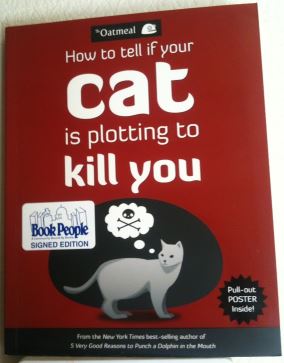 The Oatmeal
How to tell if your
cat
is plotting to
kill you
Book People
SIGNED EDITION
Pull-out
POSTER
Inside!
From the New York Times best-selling author of
5 Very Good Reasons to Punch a Dolphin in the Mouth